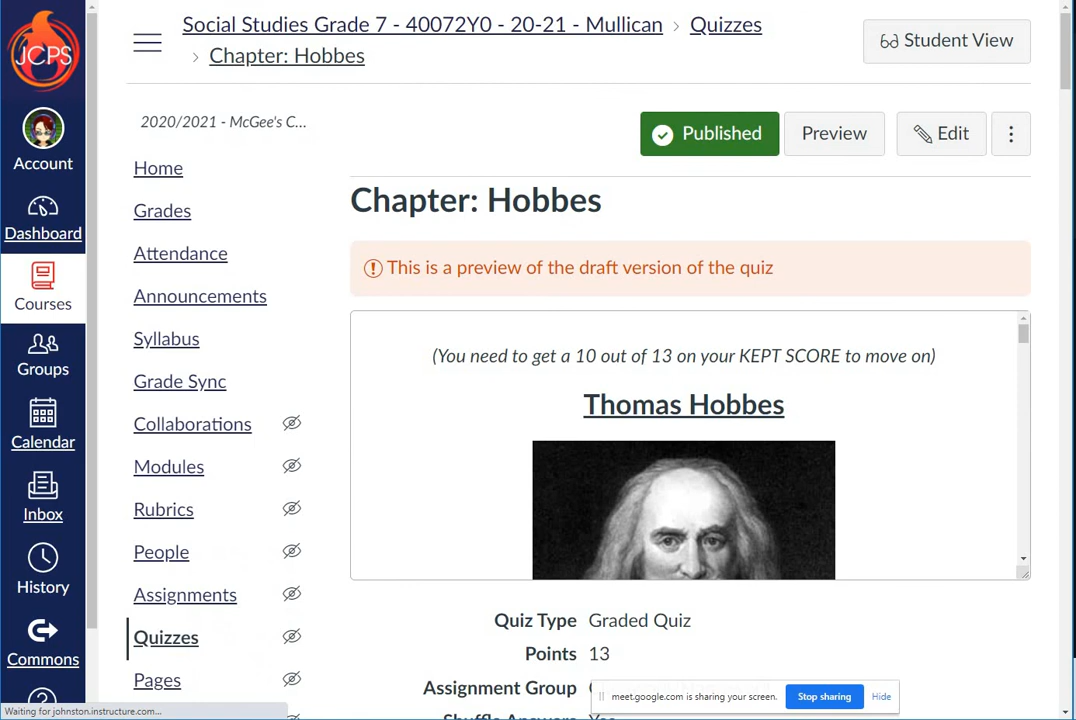 JCPS
Account
Dashboard
Courses
Groups
Calendar
Inbox
History
Commons
Social Studies Grade 7 - 40072Y0 - 20-21 - Mullican > Quizzes
> Chapter: Hobbes
Student View
2020/2021 - McGee's C...
Home
Grades
Attendance
Announcements
Syllabus
Grade Sync
Collaborations
Modules
Rubrics
People
Assignments
Quizzes
Pages
Published
Preview
Edit
Chapter: Hobbes
This is a preview of the draft version of the quiz
(You need to get a 10 out of 13 on your KEPT SCORE to move on)
Thomas Hobbes
Quiz Type Graded Quiz
Points 13
Assignment Group
Shuffle Answers
meet.google.com is sharing your screen. Stop sharing Hide
Waiting for johnston.instructure.com...